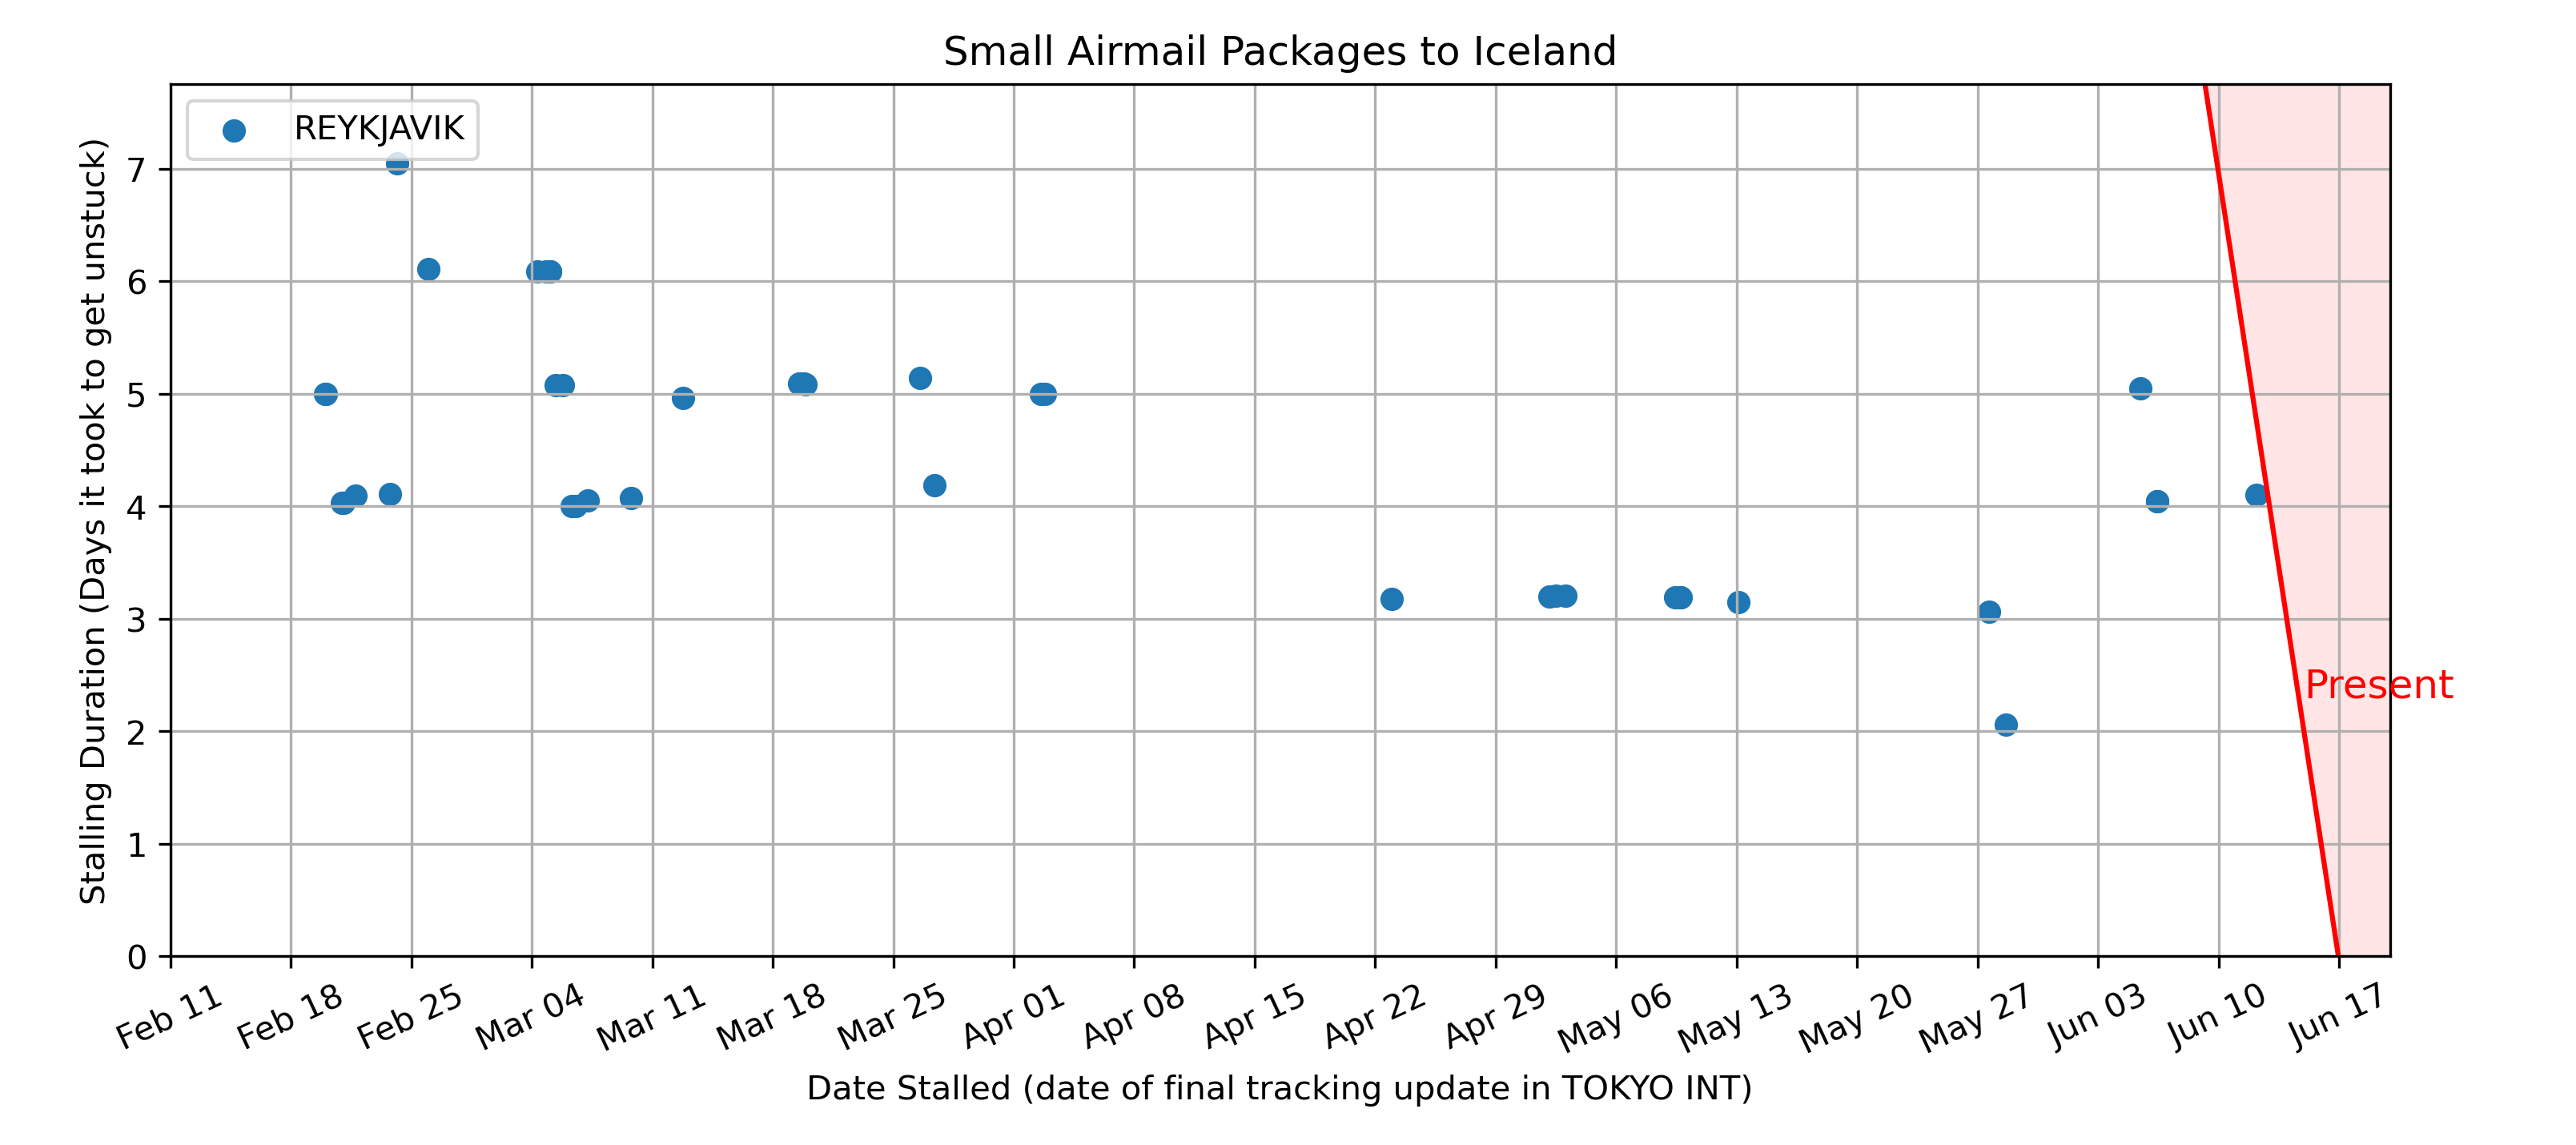 Small Airmail Packages to Iceland
REYKJAVIK
Stalling Duration (Days it took to get unstuck)
7
6
5
4
3
2
1
0
Present
Feb 11 Feb 18 Feb 25 Mar 04 Mar 11 Mar 18 Mar 25 Apr 01 Apr 08 Apr 15 Apr 22 Apr 29 May 06 May 13 May 20 May 27 Jun 03 Jun 10 Jun 17
Date Stalled (date of final tracking update in TOKYO INT)